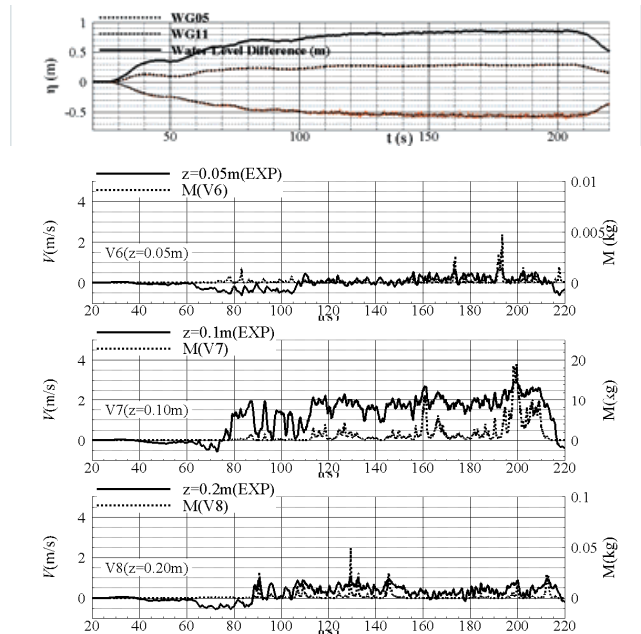 1
WG05
WG11
0.5
Water Level Difference (m)
η (m)
0
-0.5
50 100 t (s) 150 200
z=0.05m(EXP)
0.01
M(V6)
4
V(m/s)
2
0.005
M (kg)
V6(z=0.05m)
0 0
20 40 60 80 100 120 140 160 180 200 220
z=0.1m(EXP)
M(V7)
4 20
V(m/s)
2 10
V7(z=0.10m)
0 0
20 40 60 80 100 120 140 160 180 200 220
z=0.2m(EXP)
0.1
M(V8)
4
V(m/s)
2 0.05
M(kg)
V8(z=0.20m)
0 0
20 40 60 80 100 120 140 160 180 200 220